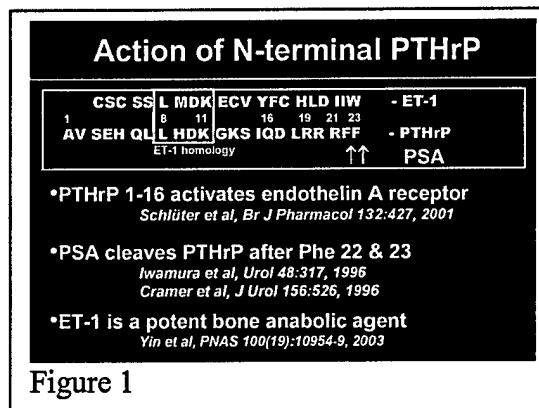 Action of N-terminal PTHrP
CSC SS L MDK ECV YFC HLD IIW - ET-1
1 8 11 16 19 21 23
AV SEH QL L HDK GKS IQD LRR RFF - PTHrP
ET-1 homology ↑↑ PSA
•PTHrP 1-16 activates endothelin A receptor
Schlüter et al, Br J Pharmacol 132:427, 2001
•PSA cleaves PTHrP after Phe 22 & 23
Iwamura et al, Urol 48:317, 1996
Cramer et al, J Urol 156:526, 1996
•ET-1 is a potent bone anabolic agent
Yin et al, PNAS 100(19):10954-9, 2003
Figure 1